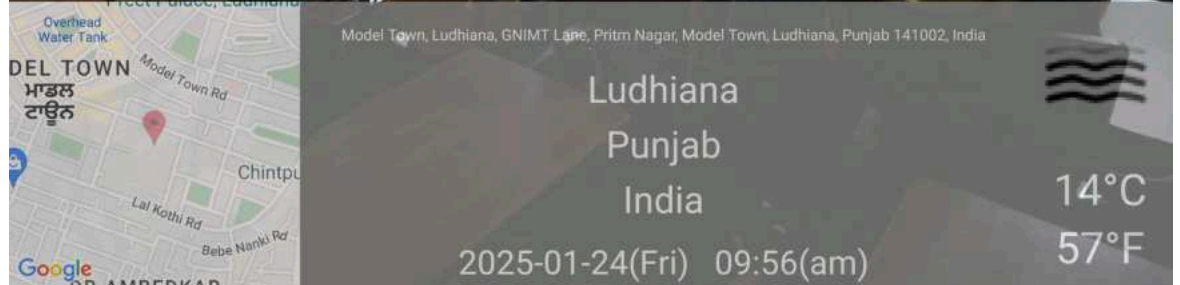 Overhead
Water Tank
DEL TOWN
ਮਾਡਲ
ਟਾਊਨ
Model Town Rd
Chintpu
Lal Kothi Rd
Bebe Nanki Rd
Google
Model Town, Ludhiana, GNIMT Lane, Pritm Nagar, Model Town, Ludhiana, Punjab 141002, India
Ludhiana
Punjab
India
2025-01-24(Fri) 09:56(am)
14°C
57°F